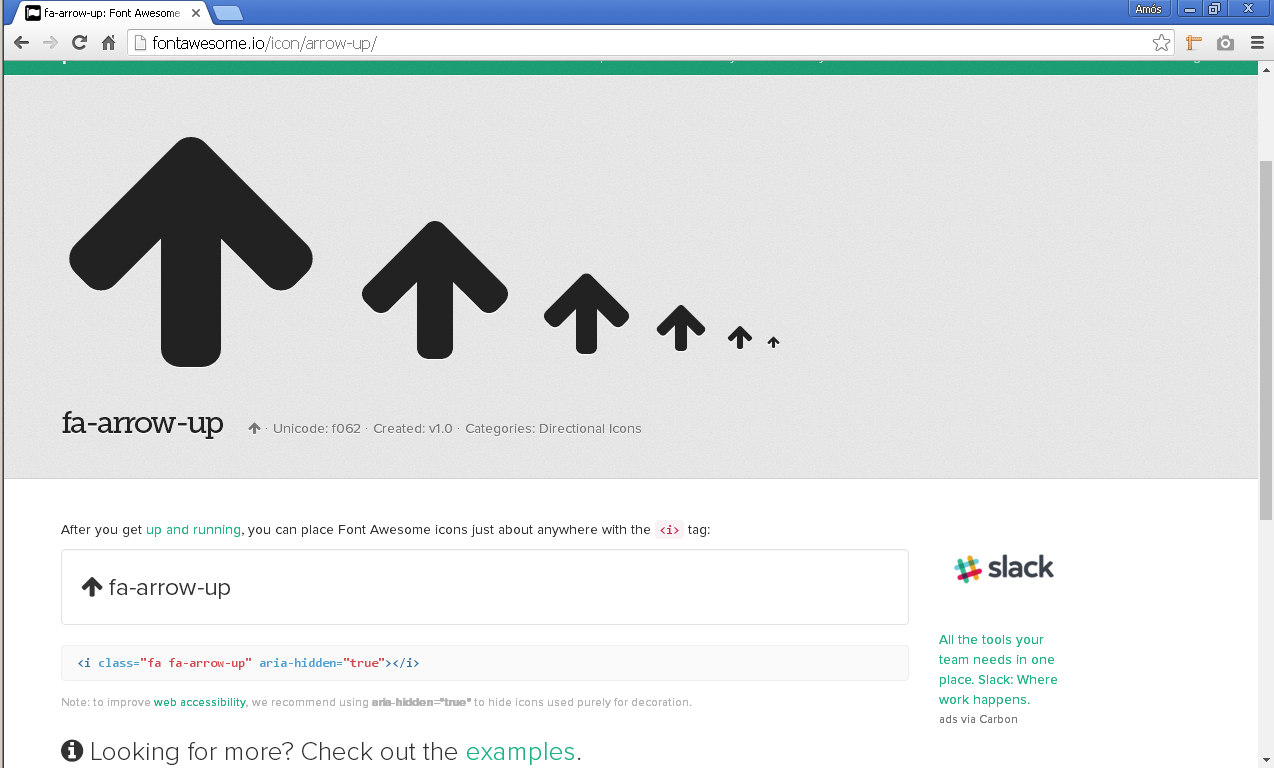 fa-arrow-up: Font Awesome
Amós
fontawesome.io/icon/arrow-up/
fa-arrow-up
· Unicode: f062 · Created: v1.0 · Categories: Directional Icons
After you get up and running, you can place Font Awesome icons just about anywhere with the <i> tag:
fa-arrow-up
<i class="fa fa-arrow-up" aria-hidden="true"></i>
Note: to improve web accessibility, we recommend using aria-hidden="true" to hide icons used purely for decoration.
Looking for more? Check out the examples.
slack
All the tools your
team needs in one
place. Slack: Where
work happens.
ads via Carbon